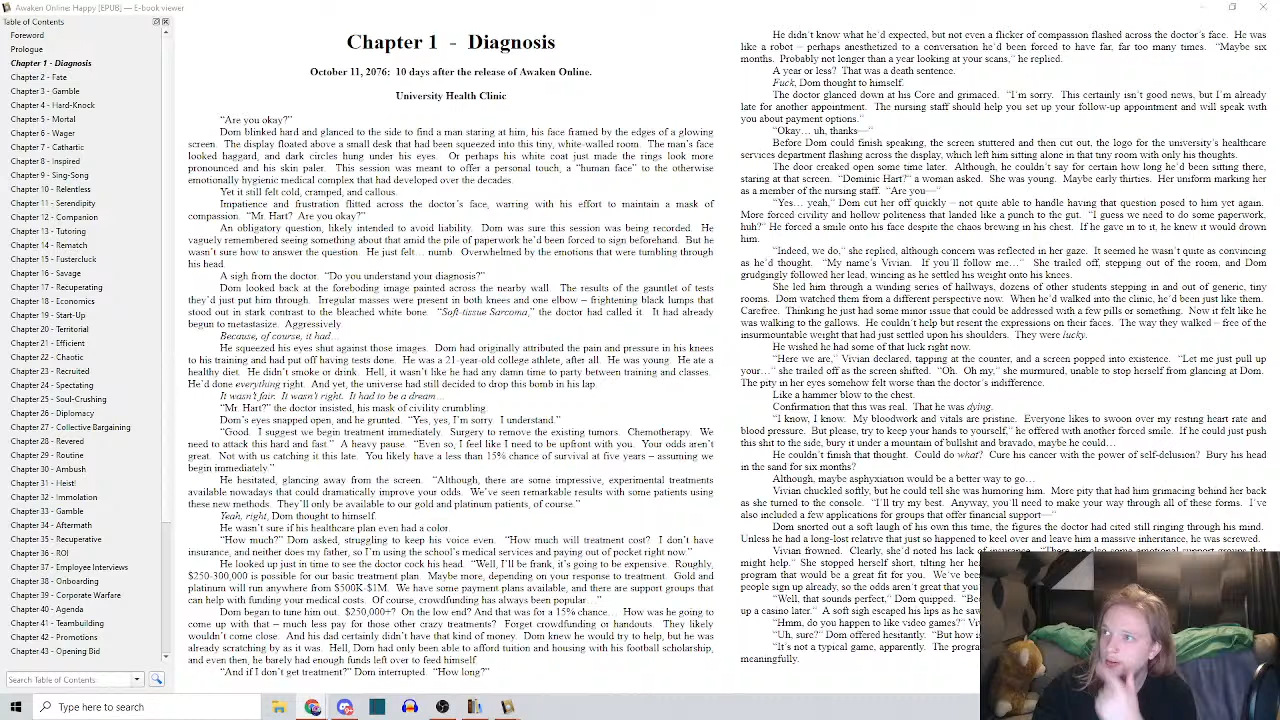 Awaken Online: Happy [EPUB] — E-book viewer
Table of Contents
Foreword
Prologue
Chapter 1 - Diagnosis
Chapter 2 - Fate
Chapter 3 - Gamble
Chapter 4 - Hard-Knock
Chapter 5 - Mortal
Chapter 6 - Wager
Chapter 7 - Cathartic
Chapter 8 - Inspired
Chapter 9 - Sing-Song
Chapter 10 - Relentless
Chapter 11 - Serendipity
Chapter 12 - Companion
Chapter 13 - Tutoring
Chapter 14 - Rematch
Chapter 15 - Fustercluck
Chapter 16 - Savage
Chapter 17 - Recuperating
Chapter 18 - Economics
Chapter 19 - Start-Up
Chapter 20 - Territorial
Chapter 21 - Efficient
Chapter 22 - Chaotic
Chapter 23 - Recruited
Chapter 24 - Spectating
Chapter 25 - Soul-Crushing
Chapter 26 - Diplomacy
Chapter 27 - Collective Bargaining
Chapter 28 - Revered
Chapter 29 - Routine
Chapter 30 - Ambush
Chapter 31 - Heist!
Chapter 32 - Immolation
Chapter 33 - Gamble
Chapter 34 - Aftermath
Chapter 35 - Recuperative
Chapter 36 - ROI
Chapter 37 - Employee Interviews
Chapter 38 - Onboarding
Chapter 39 - Corporate Warfare
Chapter 40 - Agenda
Chapter 41 - Teambuilding
Chapter 42 - Promotions
Chapter 43 - Opening Bid
Search Table of Contents:
Chapter 1 - Diagnosis
October 11, 2076: 10 days after the release of Awaken Online.
University Health Clinic
“Are you okay?”
Dom blinked hard and glanced to the side to find a man staring at him, his face framed by the edges of a glowing
screen. The display floated above a small desk that had been squeezed into this tiny, white-walled room. The man’s face
looked haggard, and dark circles hung under his eyes. Or perhaps his white coat just made the rings look more
pronounced and his skin paler. This session was meant to offer a personal touch, a “human face” to the otherwise
emotionally hygienic medical complex that had developed over the decades.
Yet it still felt cold, cramped, and callous.
Impatience and frustration flitted across the doctor’s face, warring with his effort to maintain a mask of
compassion. “Mr. Hart? Are you okay?”
An obligatory question, likely intended to avoid liability. Dom was sure this session was being recorded. He
vaguely remembered seeing something about that amid the pile of paperwork he’d been forced to sign beforehand. But he
wasn’t sure how to answer the question. He just felt… numb. Overwhelmed by the emotions that were tumbling through
his head.
A sigh from the doctor. “Do you understand your diagnosis?”
Dom looked back at the foreboding image painted across the nearby wall. The results of the gauntlet of tests
they’d just put him through. Irregular masses were present in both knees and one elbow – frightening black lumps that
stood out in stark contrast to the bleached white bone. “Soft-tissue Sarcoma,” the doctor had called it. It had already
begun to metastasize. Aggressively.
Because, of course, it had…
He squeezed his eyes shut against those images. Dom had originally attributed the pain and pressure in his knees
to his training and had put off having tests done. He was a 21-year-old college athlete, after all. He was young. He ate a
healthy diet. He didn’t smoke or drink. Hell, it wasn’t like he had any damn time to party between training and classes.
He’d done everything right. And yet, the universe had still decided to drop this bomb in his lap.
It wasn’t fair. It wasn’t right. It had to be a dream…
“Mr. Hart?” the doctor insisted, his mask of civility crumbling.
Dom’s eyes snapped open, and he grunted. “Yes, yes, I’m sorry. I understand.”
“Good. I suggest we begin treatment immediately. Surgery to remove the existing tumors. Chemotherapy. We
need to attack this hard and fast.” A heavy pause. “Even so, I feel like I need to be upfront with you. Your odds aren’t
great. Not with us catching it this late. You likely have a less than 15% chance of survival at five years – assuming we
begin immediately.”
He hesitated, glancing away from the screen. “Although, there are some impressive, experimental treatments
available nowadays that could dramatically improve your odds. We’ve seen remarkable results with some patients using
these new methods. They’ll only be available to our gold and platinum patients, of course.”
Yeah, right, Dom thought to himself.
He wasn’t sure if his healthcare plan even had a color.
“How much?” Dom asked, struggling to keep his voice even. “How much will treatment cost? I don’t have
insurance, and neither does my father, so I’m using the school’s medical services and paying out of pocket right now.”
He looked up just in time to see the doctor cock his head. “Well, I’ll be frank, it’s going to be expensive. Roughly,
$250-300,000 is possible for our basic treatment plan. Maybe more, depending on your response to treatment. Gold and
platinum will run anywhere from $500K-$1M. We have some payment plans available, and there are support groups that
can help with funding your medical costs. Of course, crowdfunding has always been popular…”
Dom began to tune him out. $250,000+? On the low end? And that was for a 15% chance… How was he going to
come up with that – much less pay for those other crazy treatments? Forget crowdfunding or handouts. They likely
wouldn’t come close. And his dad certainly didn’t have that kind of money. Dom knew he would try to help, but he was
already scratching by as it was. Hell, Dom had only been able to afford tuition and housing with his football scholarship,
and even then, he barely had enough funds left over to feed himself.
“And if I don’t get treatment?” Dom interrupted. “How long?”
He didn’t know what he’d expected, but not even a flicker of compassion flashed across the doctor’s face. He was
like a robot – perhaps anesthetized to a conversation he’d been forced to have far, far too many times. “Maybe six
months. Probably not longer than a year looking at your scans,” he replied.
A year or less? That was a death sentence.
Fuck, Dom thought to himself.
The doctor glanced down at his Core and grimaced. “I’m sorry. This certainly isn’t good news, but I’m already
late for another appointment. The nursing staff should help you set up your follow-up appointment and will speak with
you about payment options.”
“Okay… uh, thanks—”
Before Dom could finish speaking, the screen stuttered and then cut out, the logo for the university’s healthcare
services department flashing across the display, which left him sitting alone in that tiny room with only his thoughts.
The door creaked open some time later. Although, he couldn’t say for certain how long he’d been sitting there,
staring at that screen. “Dominic Hart?” a woman asked. She was young. Maybe early thirties. Her uniform marking her
as a member of the nursing staff. “Are you—”
“Yes… yeah,” Dom cut her off quickly – not quite able to handle having that question posed to him yet again.
More forced civility and hollow politeness that landed like a punch to the gut. “I guess we need to do some paperwork,
huh?” He forced a smile onto his face despite the chaos brewing in his chest. If he gave in to it, he knew it would drown
him.
“Indeed, we do,” she replied, although concern was reflected in her gaze. It seemed he wasn’t quite as convincing
as he’d thought. “My name’s Vivian. If you’ll follow me…” She trailed off, stepping out of the room, and Dom
grudgingly followed her lead, wincing as he settled his weight onto his knees.
She led him through a winding series of hallways, dozens of other students stepping in and out of generic, tiny
rooms. Dom watched them from a different perspective now. When he’d walked into the clinic, he’d been just like them.
Carefree. Thinking he just had some minor issue that could be addressed with a few pills or something. Now it felt like he
was walking to the gallows. He couldn’t help but resent the expressions on their faces. The way they walked – free of the
insurmountable weight that had just settled upon his shoulders. They were lucky.
He wished he had some of that luck right now.
“Here we are,” Vivian declared, tapping at the counter, and a screen popped into existence. “Let me just pull up
your…” she trailed off as the screen shifted. “Oh. Oh my,” she murmured, unable to stop herself from glancing at Dom.
The pity in her eyes somehow felt worse than the doctor’s indifference.
Like a hammer blow to the chest.
Confirmation that this was real. That he was dying.
“I know, I know. My bloodwork and vitals are pristine. Everyone likes to swoon over my resting heart rate and
blood pressure. But please, try to keep your hands to yourself,” he offered with another forced smile. If he could just push
this shit to the side, bury it under a mountain of bullshit and bravado, maybe he could…
He couldn’t finish that thought. Could do what? Cure his cancer with the power of self-delusion? Bury his head
in the sand for six months?
Although, maybe asphyxiation would be a better way to go…
Vivian chuckled softly, but he could tell she was humoring him. More pity that had him grimacing behind her back
as she turned to the console. “I’ll try my best. Anyway, you’ll need to make your way through all of these forms. I’ve
also included a few applications for groups that offer financial support—”
Dom snorted out a soft laugh of his own this time, the figures the doctor had cited still ringing through his mind.
Unless he had a long-lost relative that just so happened to keel over and leave him a massive inheritance, he was screwed.
Vivian frowned. Clearly, she’d noted his lack of insurance. “There are also some emotional support groups that
might help.” She stopped herself short, tilting her hea
program that would be a great fit for you. We’ve bee
people sign up already, so the odds aren’t great that you
“Well, that sounds perfect,” Dom quipped. “Be
up a casino later.” A soft sigh escaped his lips as he saw
“Hmm, do you happen to like video games?” Vi
“Uh, sure?” Dom offered hesitantly. “But how is
“It’s not a typical game, apparently. The progra
meaningfully.
Type here to search